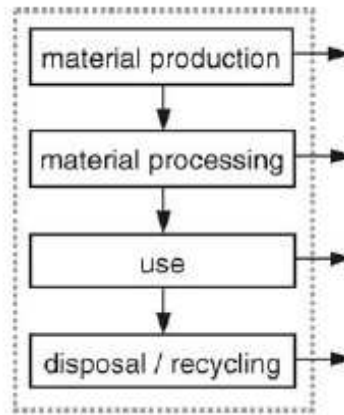 material production
material processing
use
disposal / recycling